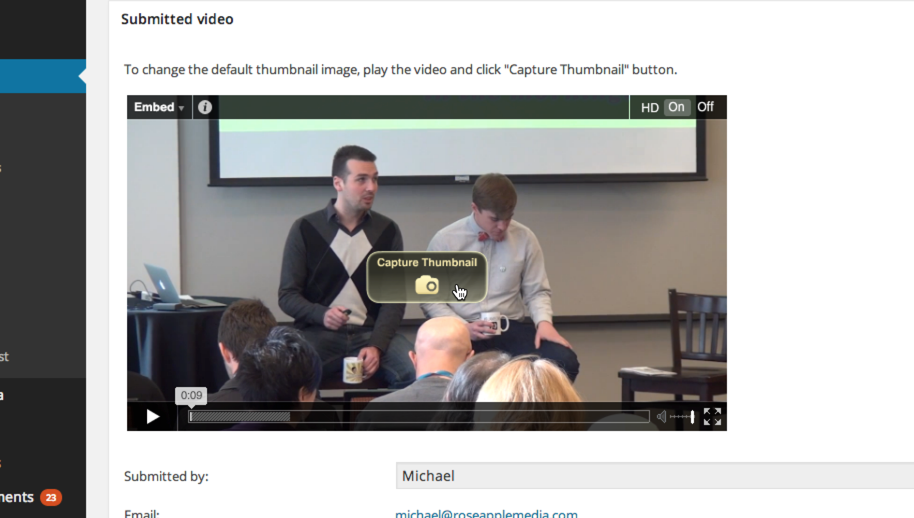 Submitted video
To change the default thumbnail image, play the video and click "Capture Thumbnail" button.
Embed
HD On Off
Capture Thumbnail
0:09
st
a
s
nents 23
Submitted by: Michael
Email: michael@roseapplemedia.com